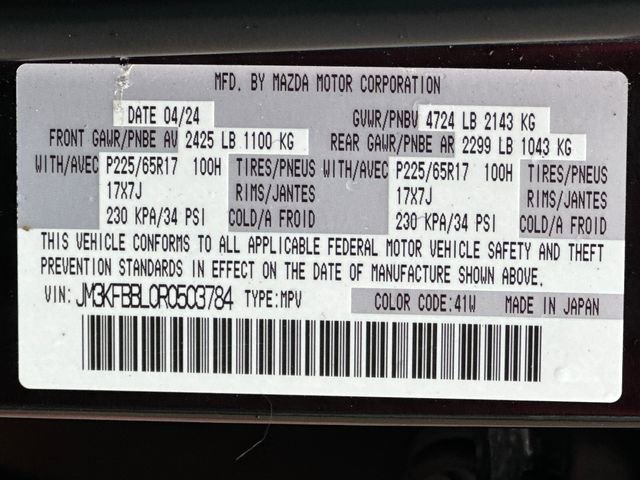 MFD. BY MAZDA MOTOR CORPORATION
DATE 04/24 GVWR/PNBV 4724 LB 2143 KG
FRONT GAWR/PNBE AV 2425 LB 1100 KG REAR GAWR/PNBE AR 2299 LB 1043 KG
WITH/AVEC P225/65R17 100H TIRES/PNEUS WITH/AVEC P225/65R17 100H TIRES/PNEUS
17X7J RIMS/JANTES 17X7J RIMS/JANTES
230 KPA/34 PSI COLD/A FROID 230 KPA/34 PSI COLD/A FROID
THIS VEHICLE CONFORMS TO ALL APPLICABLE FEDERAL MOTOR VEHICLE SAFETY AND THEFT
PREVENTION STANDARDS IN EFFECT ON THE DATE OF MANUFACTURE SHOWN ABOVE.
VIN: JM3KFBBL0R0503784 TYPE:MPV COLOR CODE:41W MADE IN JAPAN